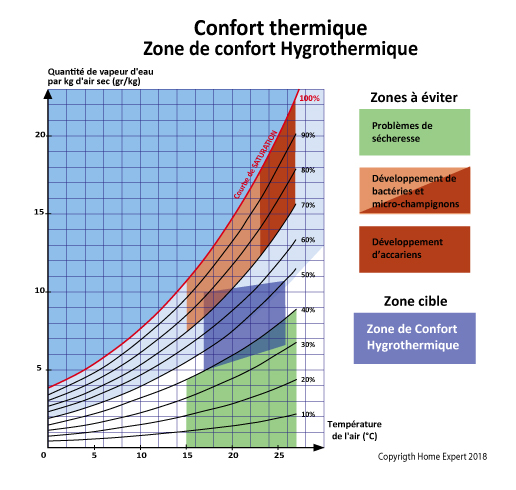 Confort thermique
Zone de confort Hygrothermique
Quantité de vapeur d'eau
par kg d'air sec (gr/kg)
100%
Zones à éviter
Problèmes de
sécheresse
20
90%
Courbe de SATURATION
80%
Développement de
bactéries et
micro-champignons
15
70%
60%
Développement
d'accariens
50%
10
Zone cible
40%
Zone de Confort
Hygrothermique
30%
5
20%
10%
Température
de l'air (°C)
0
5
10
15
20
25
Copyrigth Home Expert 2018